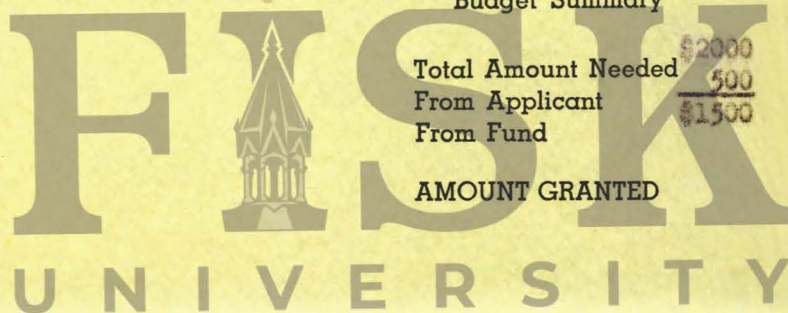 Budget Summary
Total Amount Needed $2000
From Applicant 500
From Fund $1500
AMOUNT GRANTED
FISK
UNIVERSITY